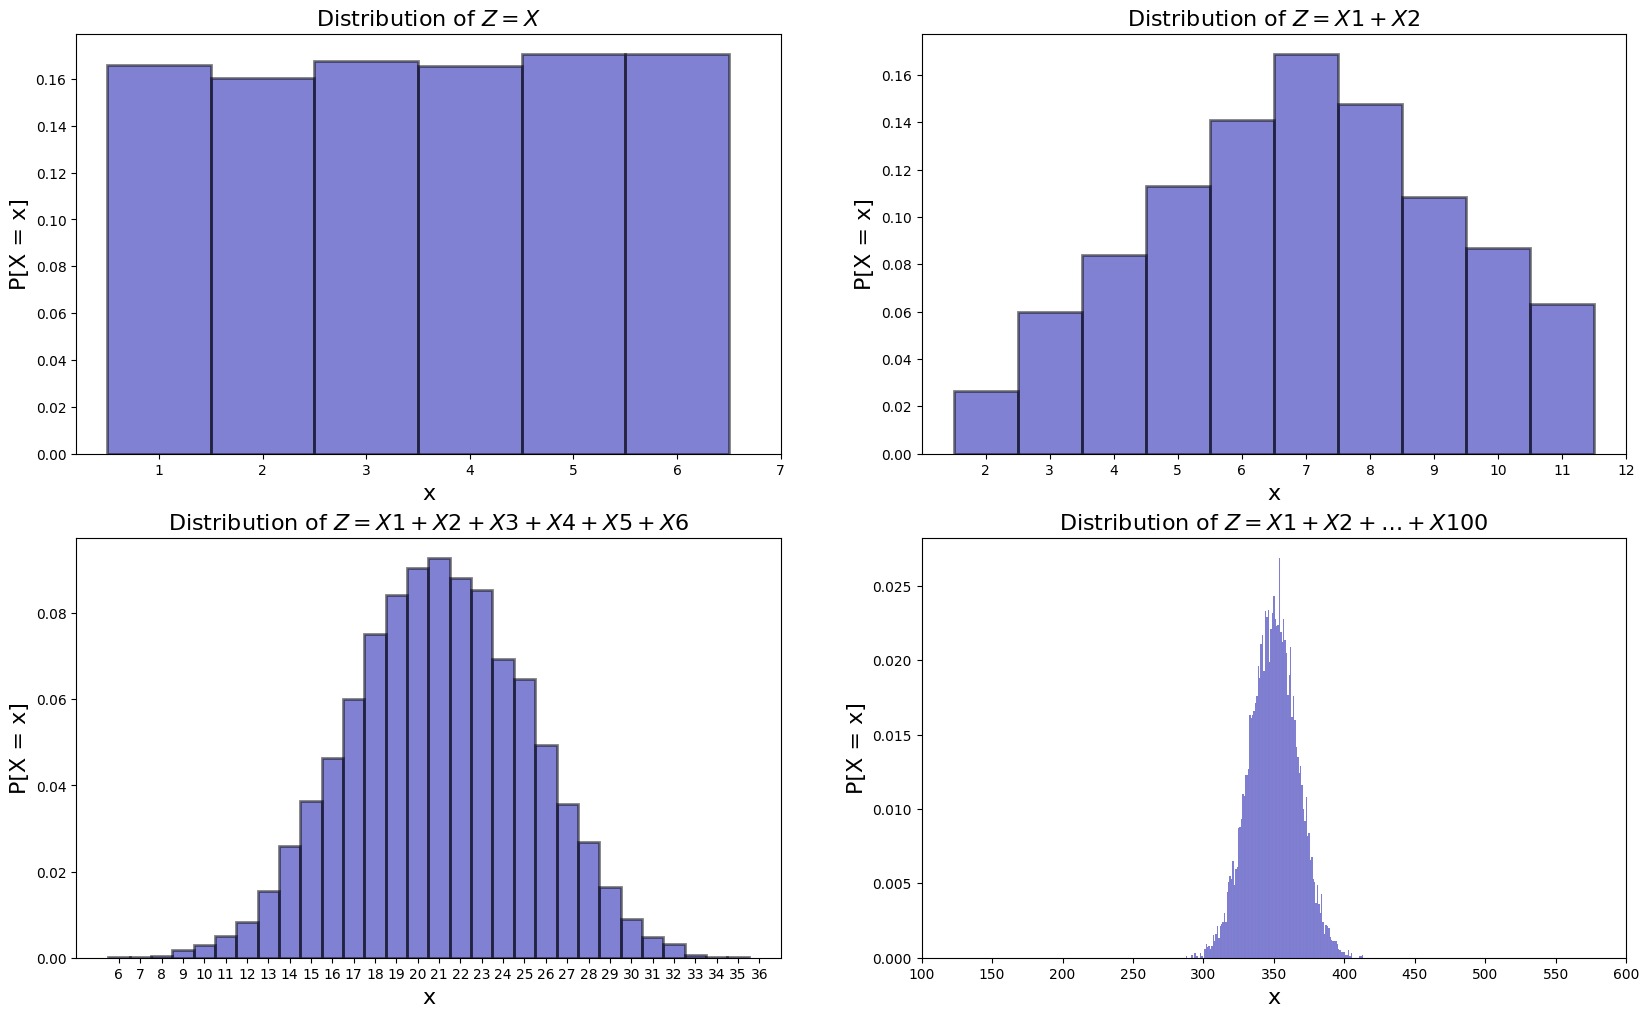 Distribution of Z = X
0.16
0.14
0.12
0.10
0.08
0.06
0.04
0.02
0.00
P[X = x]
1 2 3 4 5 6 7
x
Distribution of Z = X1 + X2
0.16
0.14
0.12
0.10
0.08
0.06
0.04
0.02
0.00
P[X = x]
2 3 4 5 6 7 8 9 10 11 12
x
Distribution of Z = X1 + X2 + X3 + X4 + X5 + X6
0.08
0.06
0.04
0.02
0.00
P[X = x]
6 7 8 9 10 11 12 13 14 15 16 17 18 19 20 21 22 23 24 25 26 27 28 29 30 31 32 33 34 35 36
x
Distribution of Z = X1 + X2 + ... + X100
0.025
0.020
0.015
0.010
0.005
0.000
P[X = x]
100 150 200 250 300 350 400 450 500 550 600
x